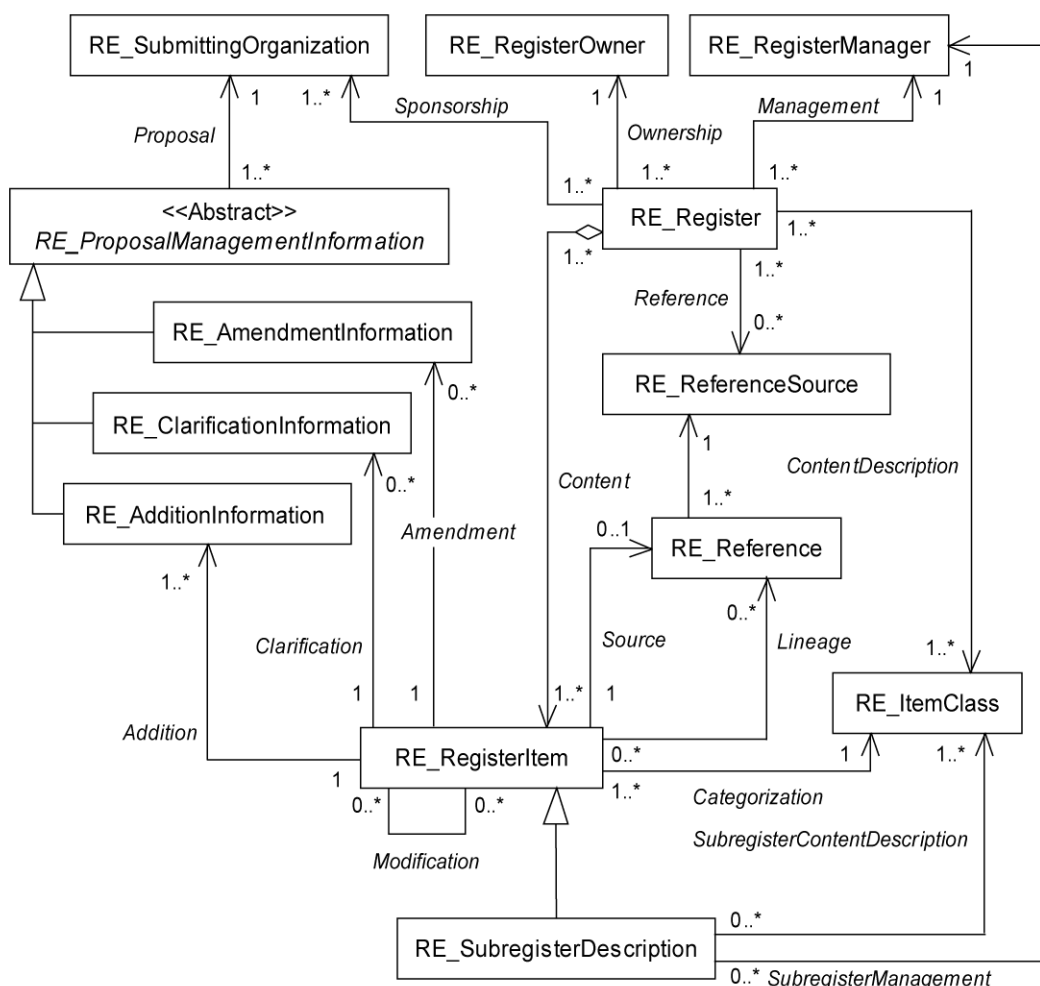 RE_SubmittingOrganization
RE_RegisterOwner
RE_RegisterManager
1
1..*
1
1
1
Sponsorship
Management
Proposal
Ownership
1..*
1..*
1..*
1..*
<<Abstract>>
RE_ProposalManagementInformation
RE_Register
1..*
1..*
1..*
Reference
RE_AmendmentInformation
0..*
0..*
RE_ReferenceSource
RE_ClarificationInformation
1
0..*
Content
ContentDescription
1..*
RE_AdditionInformation
Amendment
0..1
RE_Reference
1..*
0..*
Clarification
Source
Lineage
1..*
1
1
1..*
1
RE_ItemClass
Addition
RE_RegisterItem
0..*
1
1..*
1
1..*
0..*
0..*
Categorization
SubregisterContentDescription
Modification
0..*
RE_SubregisterDescription
0..*
SubregisterManagement